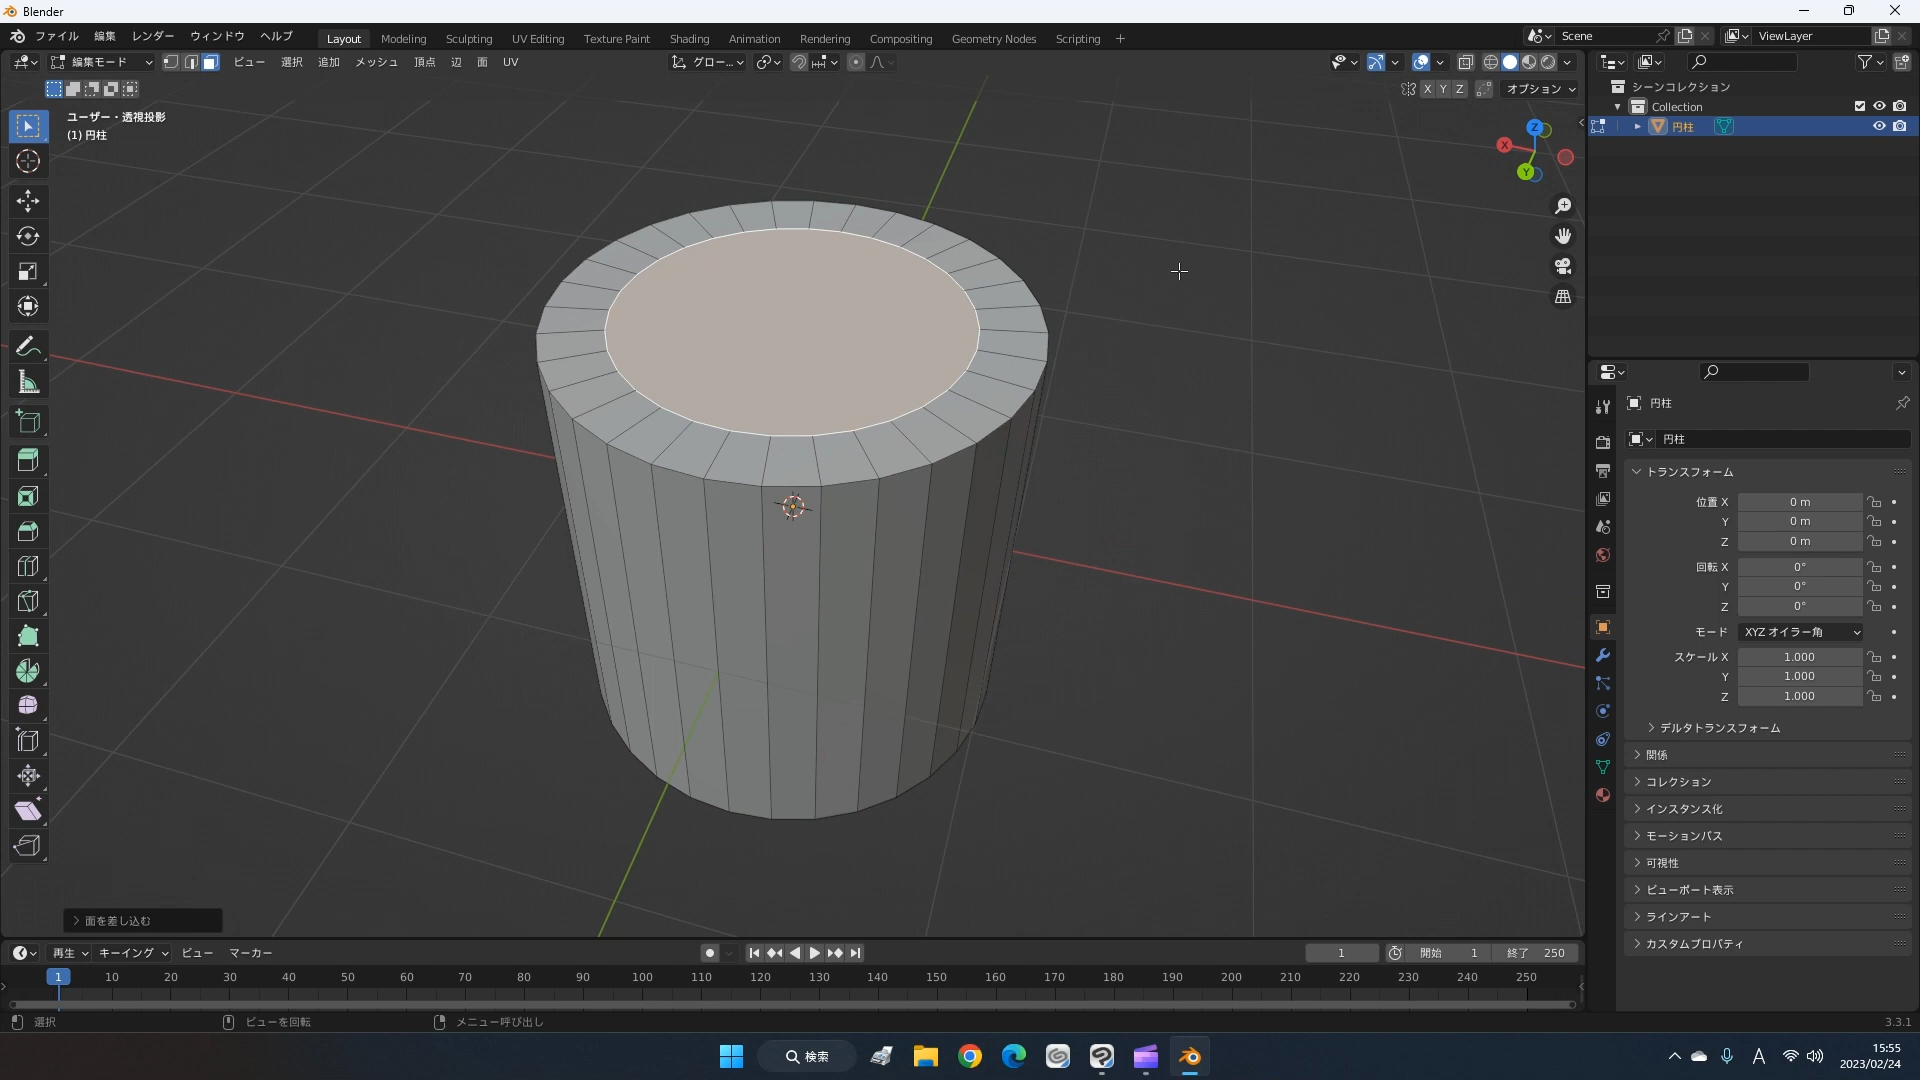 Blender
ファイル 編集 レンダー ウィンドウ ヘルプ Layout Modeling Sculpting UV Editing Texture Paint Shading Animation Rendering Compositing Geometry Nodes Scripting + Scene ViewLayer
編集モード ビュー 選択 追加 メッシュ 頂点 辺 面 UV グロー...
X Y Z オプション
ユーザー・透視投影
(1) 円柱
Z
X
Y
シーンコレクション
Collection
円柱
円柱
円柱
トランスフォーム
位置 X 0 m
Y 0 m
Z 0 m
回転 X 0°
Y 0°
Z 0°
モード XYZ オイラー角
スケール X 1.000
Y 1.000
Z 1.000
デルタトランスフォーム
関係
コレクション
インスタンス化
モーションパス
可視性
ビューポート表示
ラインアート
カスタムプロパティ
面を差し込む
再生 キーイング ビュー マーカー 1 開始 1 終了 250
1 10 20 30 40 50 60 70 80 90 100 110 120 130 140 150 160 170 180 190 200 210 220 230 240 250
選択 ビューを回転 メニュー呼び出し 3.3.1
検索 A 15:55
2023/02/24